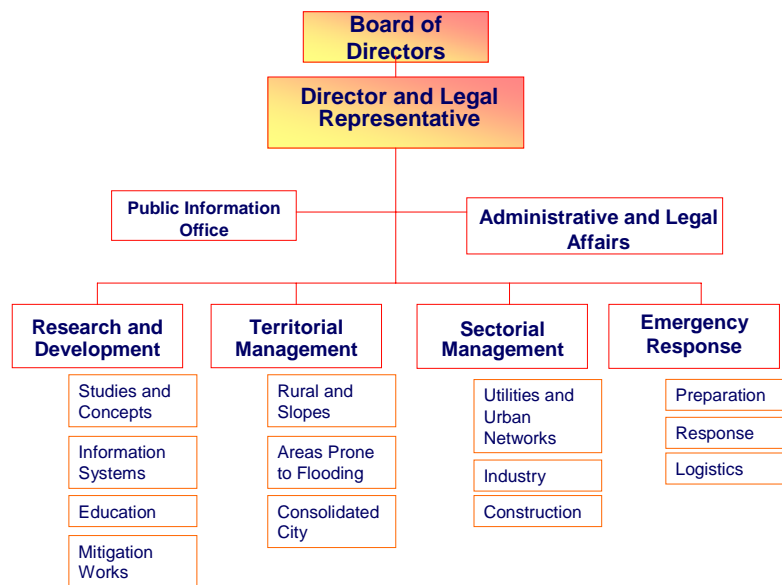 Board of
Directors
Director and Legal
Representative
Public Information
Office
Administrative and Legal
Affairs
Research and
Development
Territorial
Management
Sectorial
Management
Emergency
Response
Studies and
Concepts
Information
Systems
Education
Mitigation
Works
Rural and
Slopes
Areas Prone
to Flooding
Consolidated
City
Utilities and
Urban
Networks
Industry
Construction
Preparation
Response
Logistics